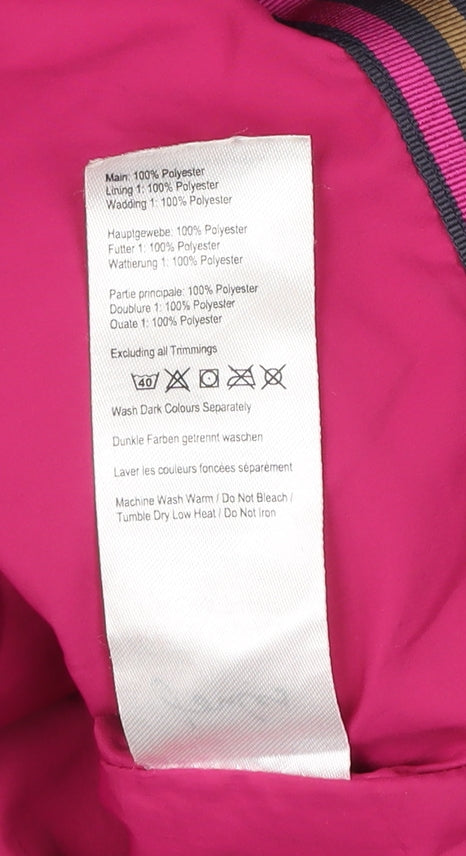 Main: 100% Polyester
Lining 1: 100% Polyester
Wadding 1: 100% Polyester
Hauptgewebe: 100% Polyester
Futter 1: 100% Polyester
Wattierung 1: 100% Polyester
Partie principale: 100% Polyester
Doublure 1: 100% Polyester
Ouate 1: 100% Polyester
Excluding all Trimmings
40
Wash Dark Colours Separately
Dunkle Farben getrennt waschen
Laver les couleurs foncées séparément
Machine Wash Warm / Do Not Bleach /
Tumble Dry Low Heat / Do Not Iron